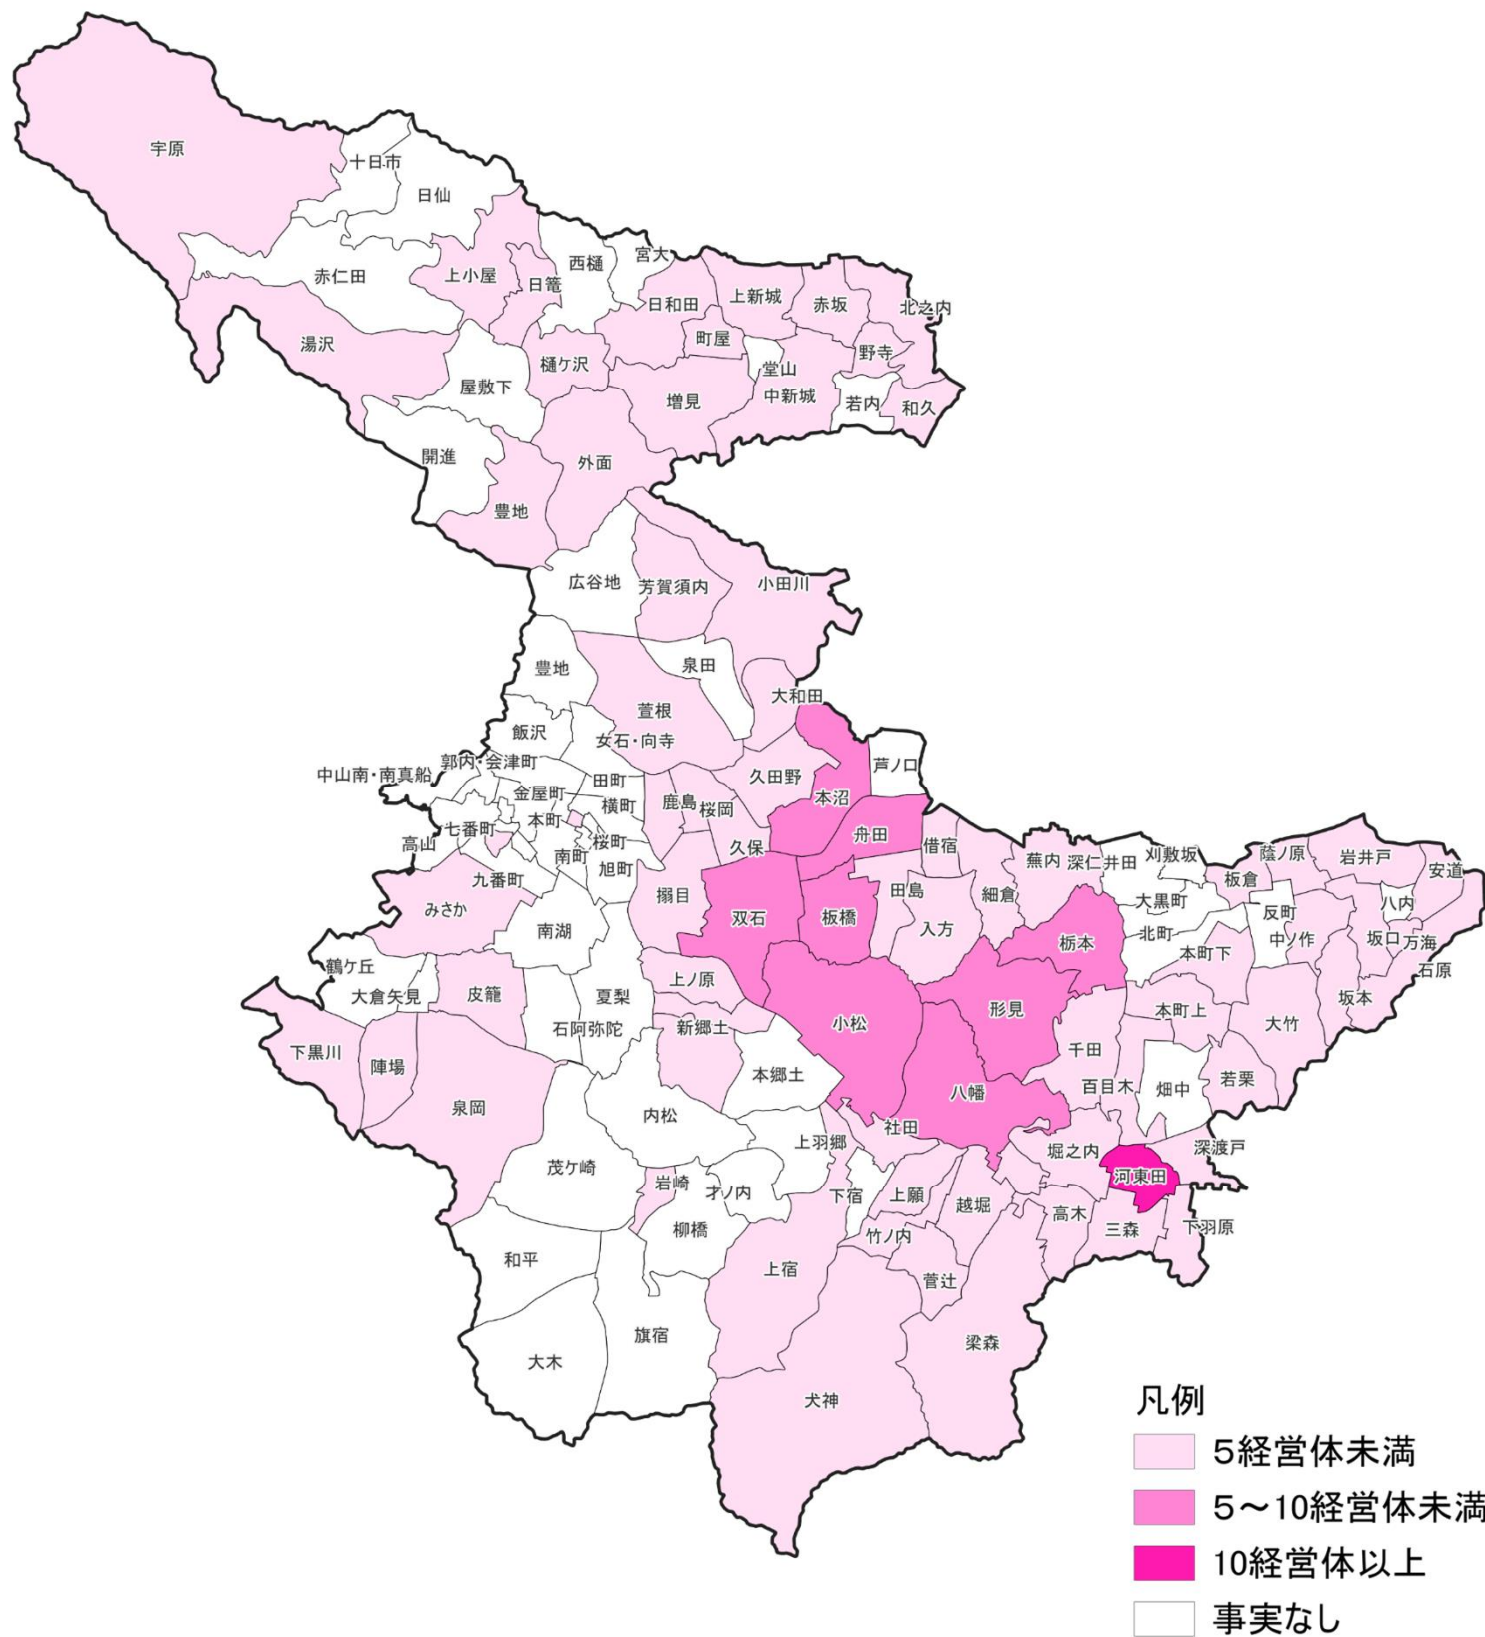 宇原
十日市
日仙
赤仁田
上小屋
日篭
西樋
宮大
日和田
上新城
赤坂
北之内
湯沢
屋敷下
樋ケ沢
町屋
堂山
野寺
増見
中新城
若内
和久
開進
豊地
外面
広谷地
芳賀須内
小田川
豊地
泉田
大和田
萱根
飯沢
女石・向寺
郭内・会津町
中山南・南真船
田町
久田野
芦ノ口
金屋町
横町
鹿島
桜岡
本沼
七番町
本町
桜町
高山
南町
旭町
久保
舟田
借宿
九番町
搦目
田島
細倉
蕪内
深仁井田
刈敷坂
蔭ノ原
岩井戸
板倉
安道
みさか
南湖
双石
板橋
入方
栃本
大黒町
反町
八内
北町
本町下
中ノ作
坂口
万海
石原
鶴ケ丘
大倉矢見
皮籠
夏梨
上ノ原
石阿弥陀
新郷土
小松
形見
本町上
坂本
大竹
下黒川
陣場
泉岡
本郷土
千田
百目木
畑中
若栗
内松
八幡
上羽郷
社田
堀之内
深渡戸
茂ケ崎
岩崎
才ノ内
下宿
上願
越堀
河東田
高木
三森
下羽原
柳橋
竹ノ内
和平
上宿
菅辻
大木
旗宿
梁森
犬神
凡例
5経営体未満
5～10経営体未満
10経営体以上
事実なし